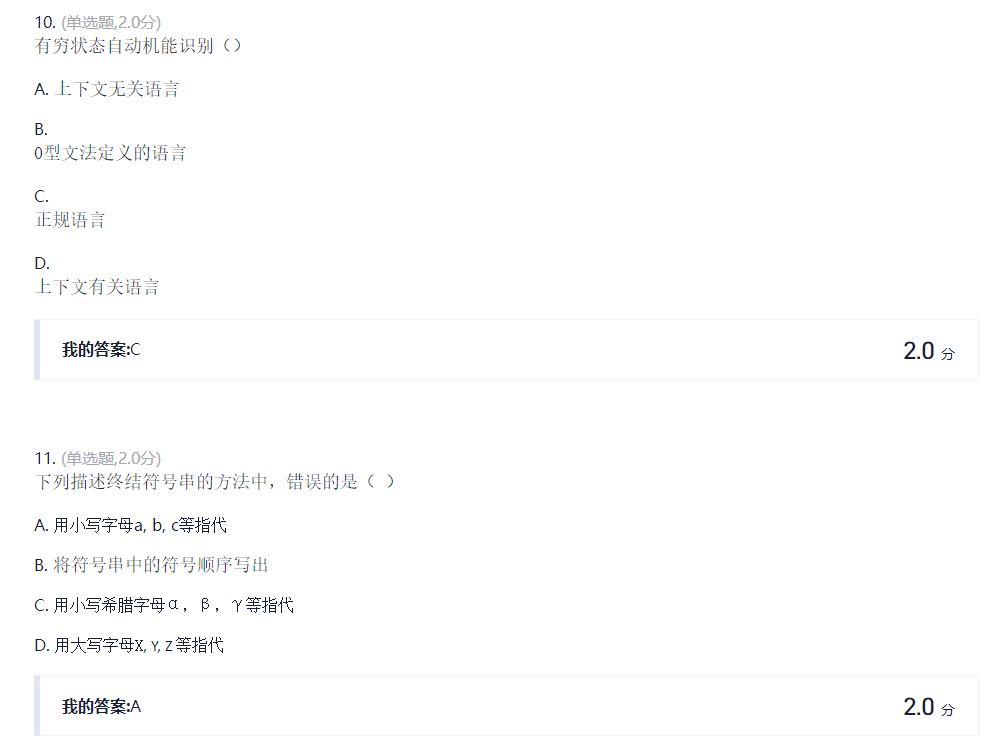 10. (单选题,2.0分)
有穷状态自动机能识别（）
A. 上下文无关语言
B.
0型文法定义的语言
C.
正规语言
D.
上下文有关语言
我的答案:C 2.0 分
11. (单选题,2.0分)
下列描述终结符号串的方法中，错误的是（ ）
A. 用小写字母a, b, c等指代
B. 将符号串中的符号顺序写出
C. 用小写希腊字母α，β，γ等指代
D. 用大写字母X, Y, Z 等指代
我的答案:A 2.0 分